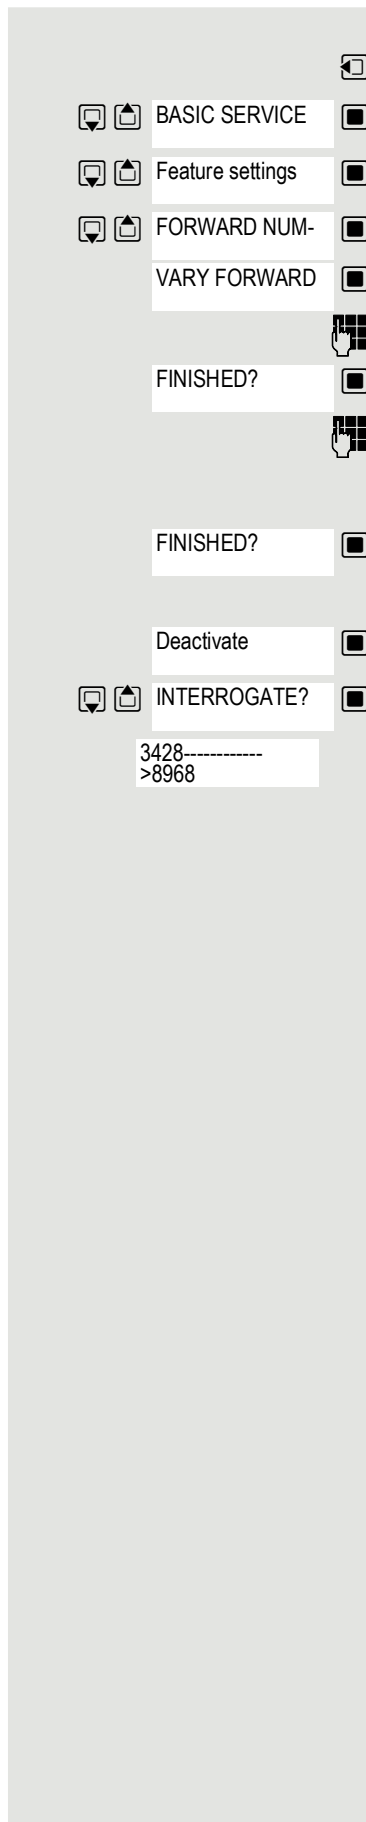 BASIC SERVICE
Feature settings
FORWARD NUM-
VARY FORWARD
FINISHED?
FINISHED?
Deactivate
INTERROGATE?
3428------------
>8968